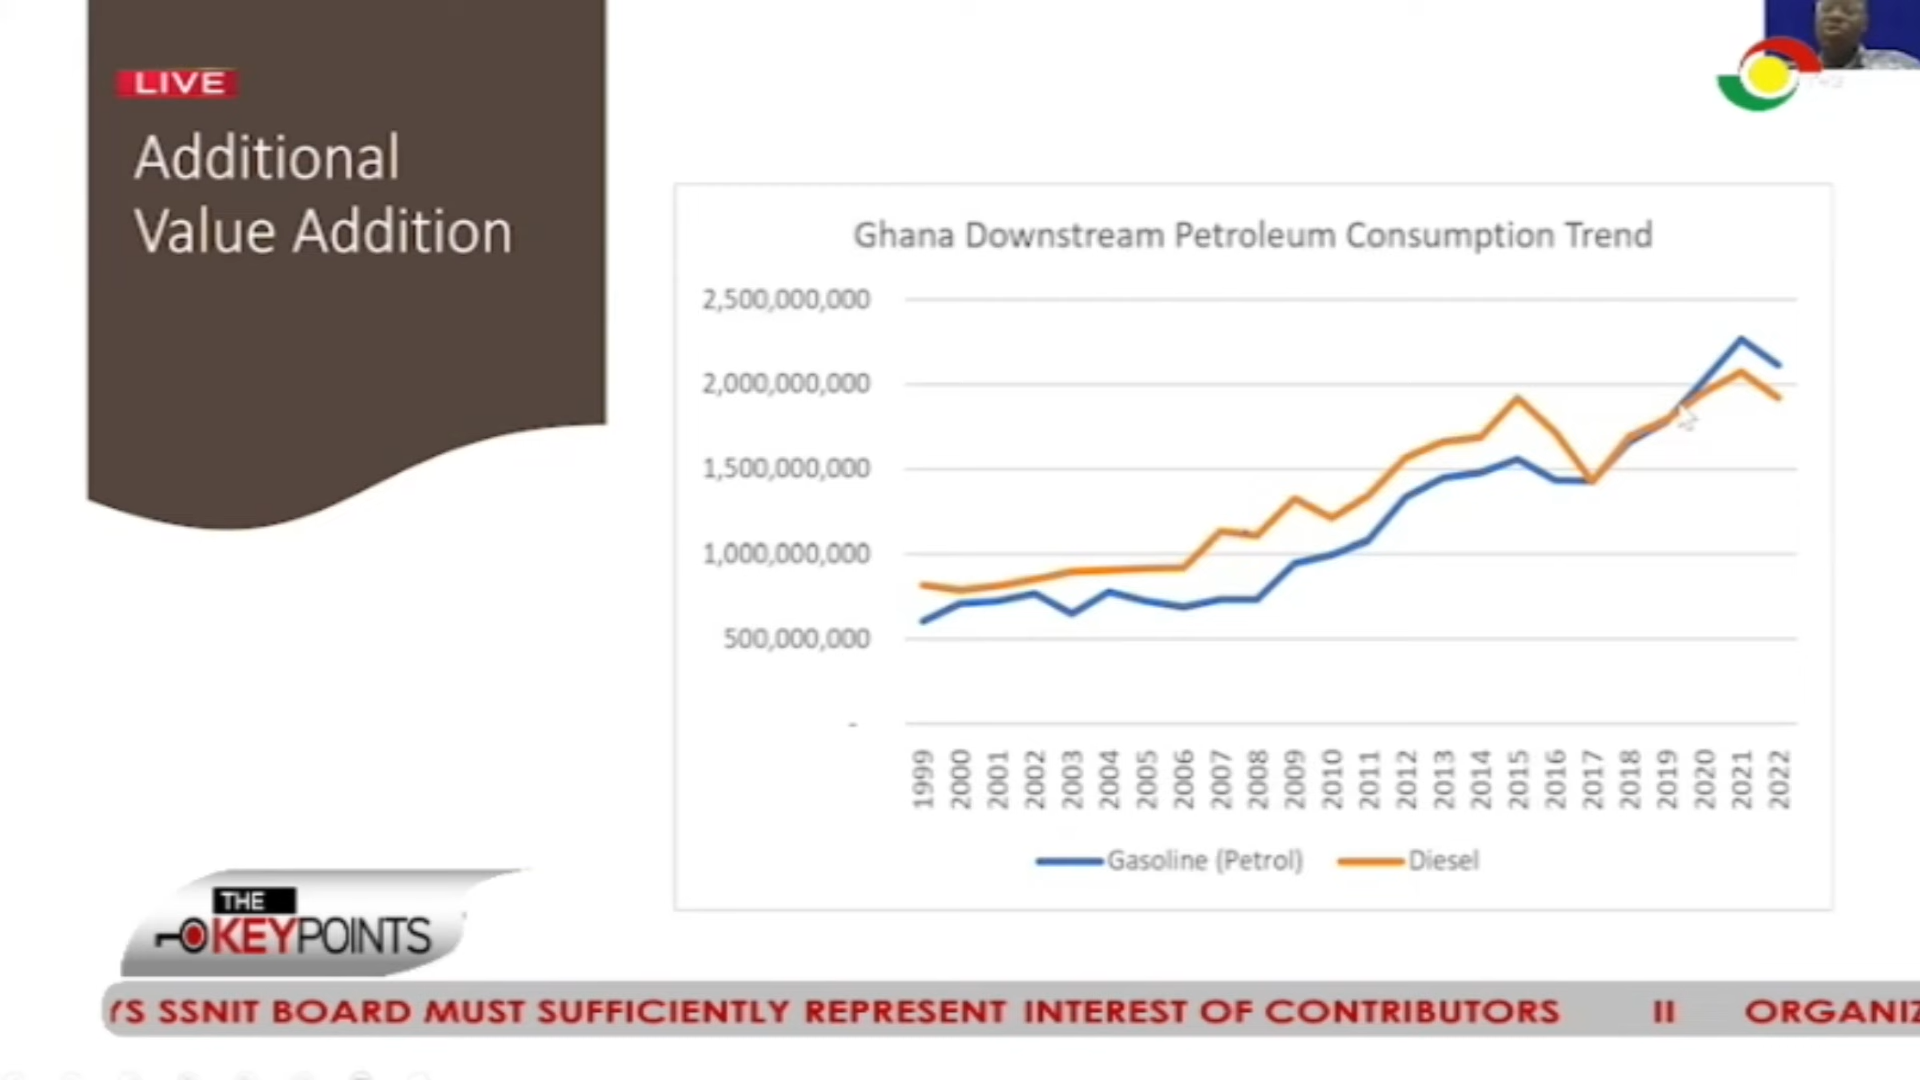 LIVE
Additional
Value Addition
Ghana Downstream Petroleum Consumption Trend
2,500,000,000
2,000,000,000
1,500,000,000
1,000,000,000
500,000,000
-
1999 2000 2001 2002 2003 2004 2005 2006 2007 2008 2009 2010 2011 2012 2013 2014 2015 2016 2017 2018 2019 2020 2021 2022
Gasoline (Petrol) Diesel
THE
KEYPOINTS
'S SSNIT BOARD MUST SUFFICIENTLY REPRESENT INTEREST OF CONTRIBUTORS II ORGANIZ